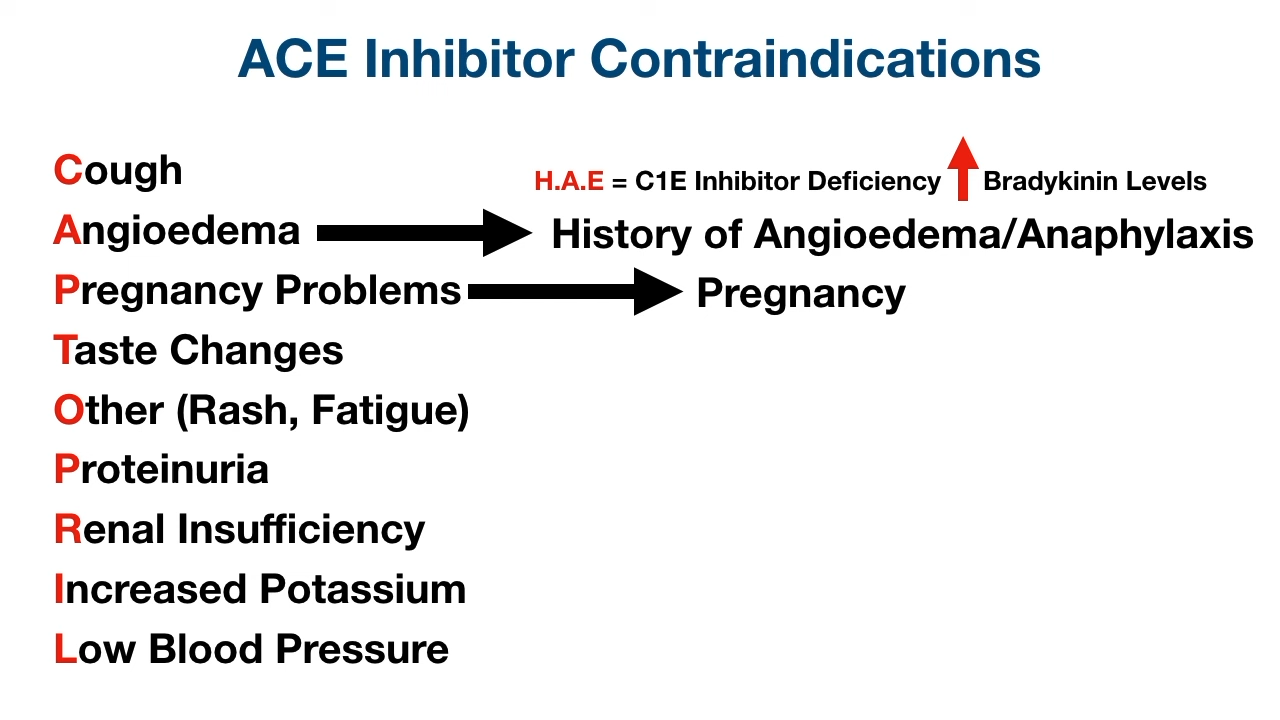 ACE Inhibitor Contraindications
Cough
H.A.E = C1E Inhibitor Deficiency Bradykinin Levels
Angioedema History of Angioedema/Anaphylaxis
Pregnancy Problems Pregnancy
Taste Changes
Other (Rash, Fatigue)
Proteinuria
Renal Insufficiency
Increased Potassium
Low Blood Pressure